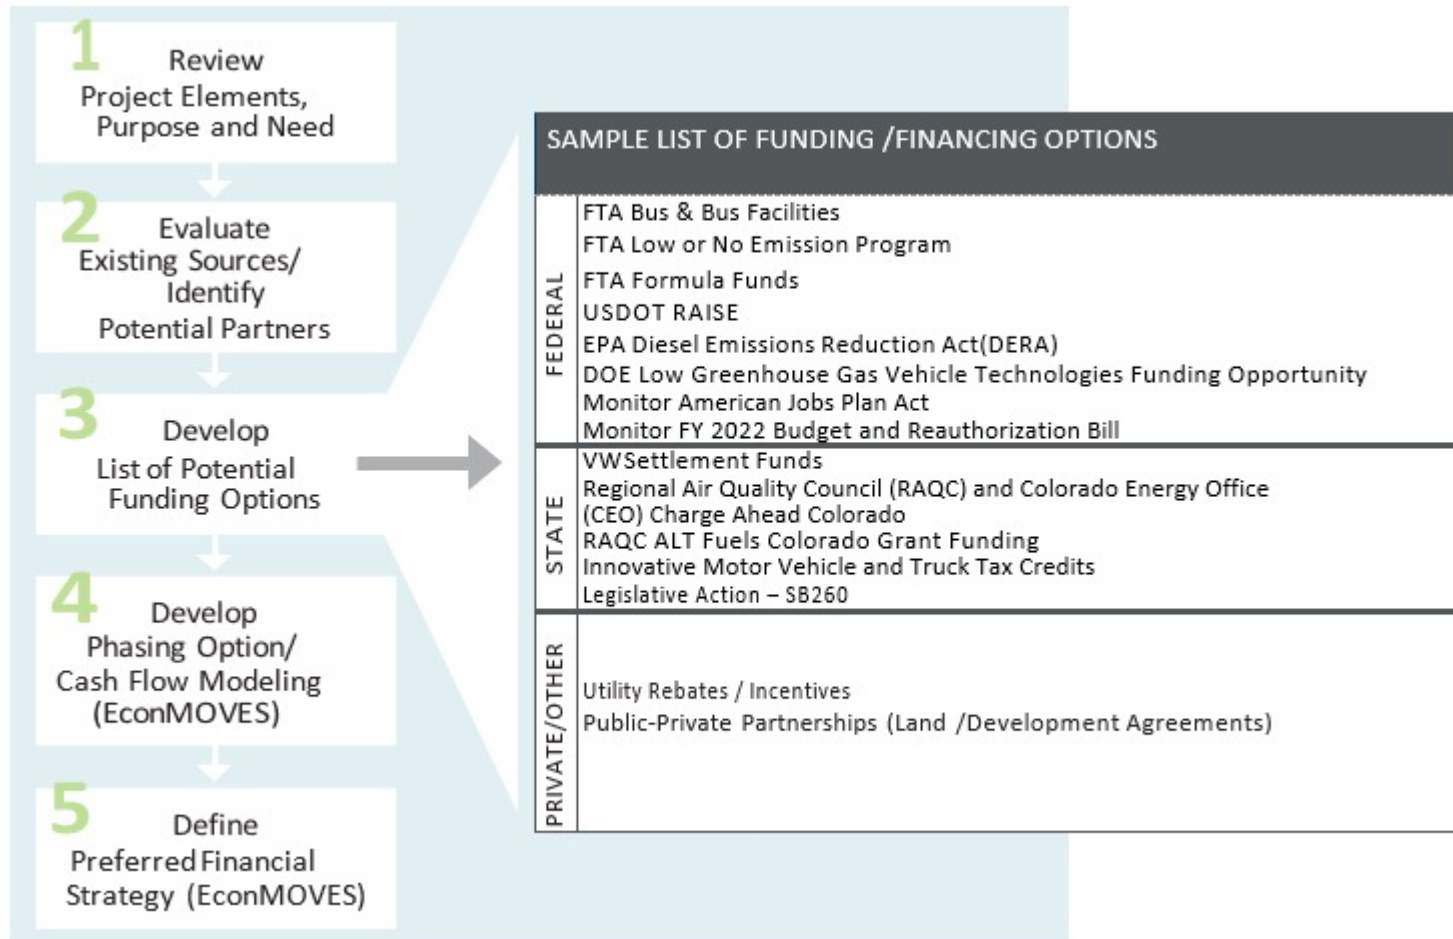 1
Review
Project Elements,
Purpose and Need
2
Evaluate
Existing Sources/
Identify
Potential Partners
3
Develop
List of Potential
Funding Options
4
Develop
Phasing Option/
Cash Flow Modeling
(EconMOVES)
5
Define
Preferred Financial
Strategy (EconMOVES)
SAMPLE LIST OF FUNDING /FINANCING OPTIONS
FEDERAL
FTA Bus & Bus Facilities
FTA Low or No Emission Program
FTA Formula Funds
USDOT RAISE
EPA Diesel Emissions Reduction Act(DERA)
DOE Low Greenhouse Gas Vehicle Technologies Funding Opportunity
Monitor American Jobs Plan Act
Monitor FY 2022 Budget and Reauthorization Bill
STATE
VW Settlement Funds
Regional Air Quality Council (RAQC) and Colorado Energy Office
(CEO) Charge Ahead Colorado
RAQC ALT Fuels Colorado Grant Funding
Innovative Motor Vehicle and Truck Tax Credits
Legislative Action – SB260
PRIVATE/OTHER
Utility Rebates / Incentives
Public-Private Partnerships (Land /Development Agreements)